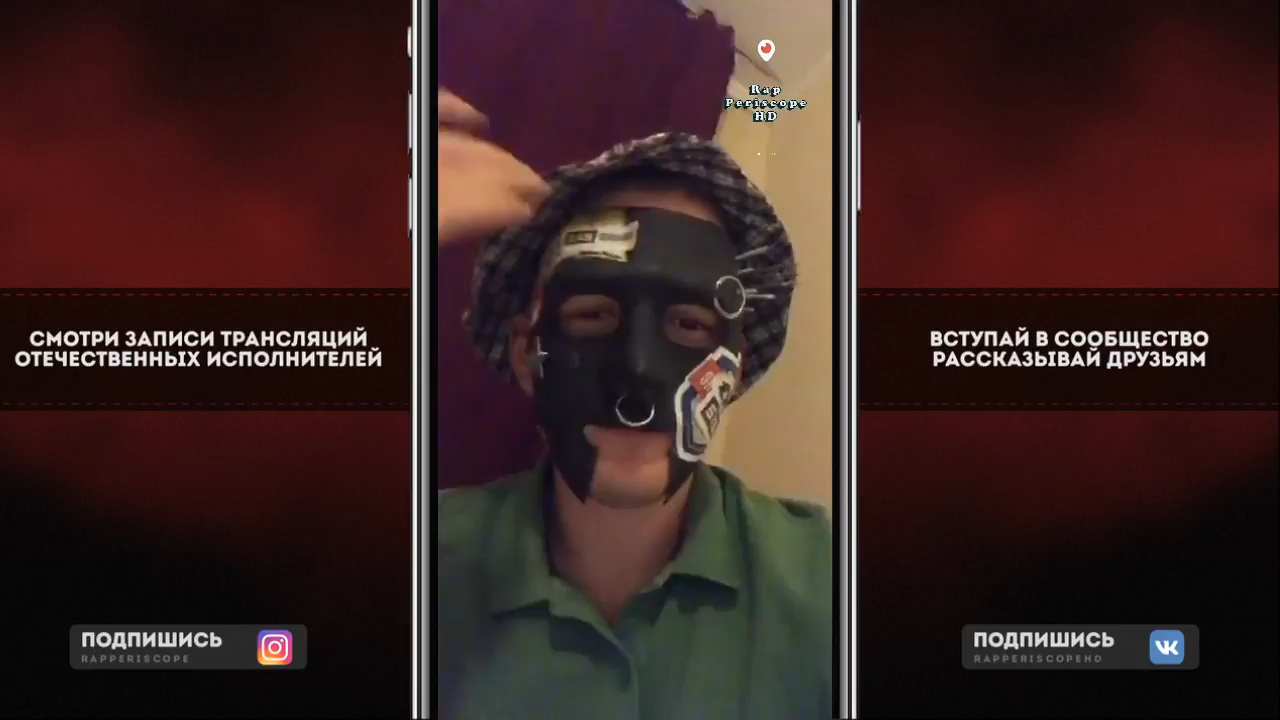 Rap
Periscope
HD
СМОТРИ ЗАПИСИ ТРАНСЛЯЦИЙ
ОТЕЧЕСТВЕННЫХ ИСПОЛНИТЕЛЕЙ
ВСТУПАЙ В СООБЩЕСТВО
РАССКАЗЫВАЙ ДРУЗЬЯМ
ПОДПИШИСЬ
RAPPERISCOPE
ПОДПИШИСЬ
RAPPERISCOPEHD